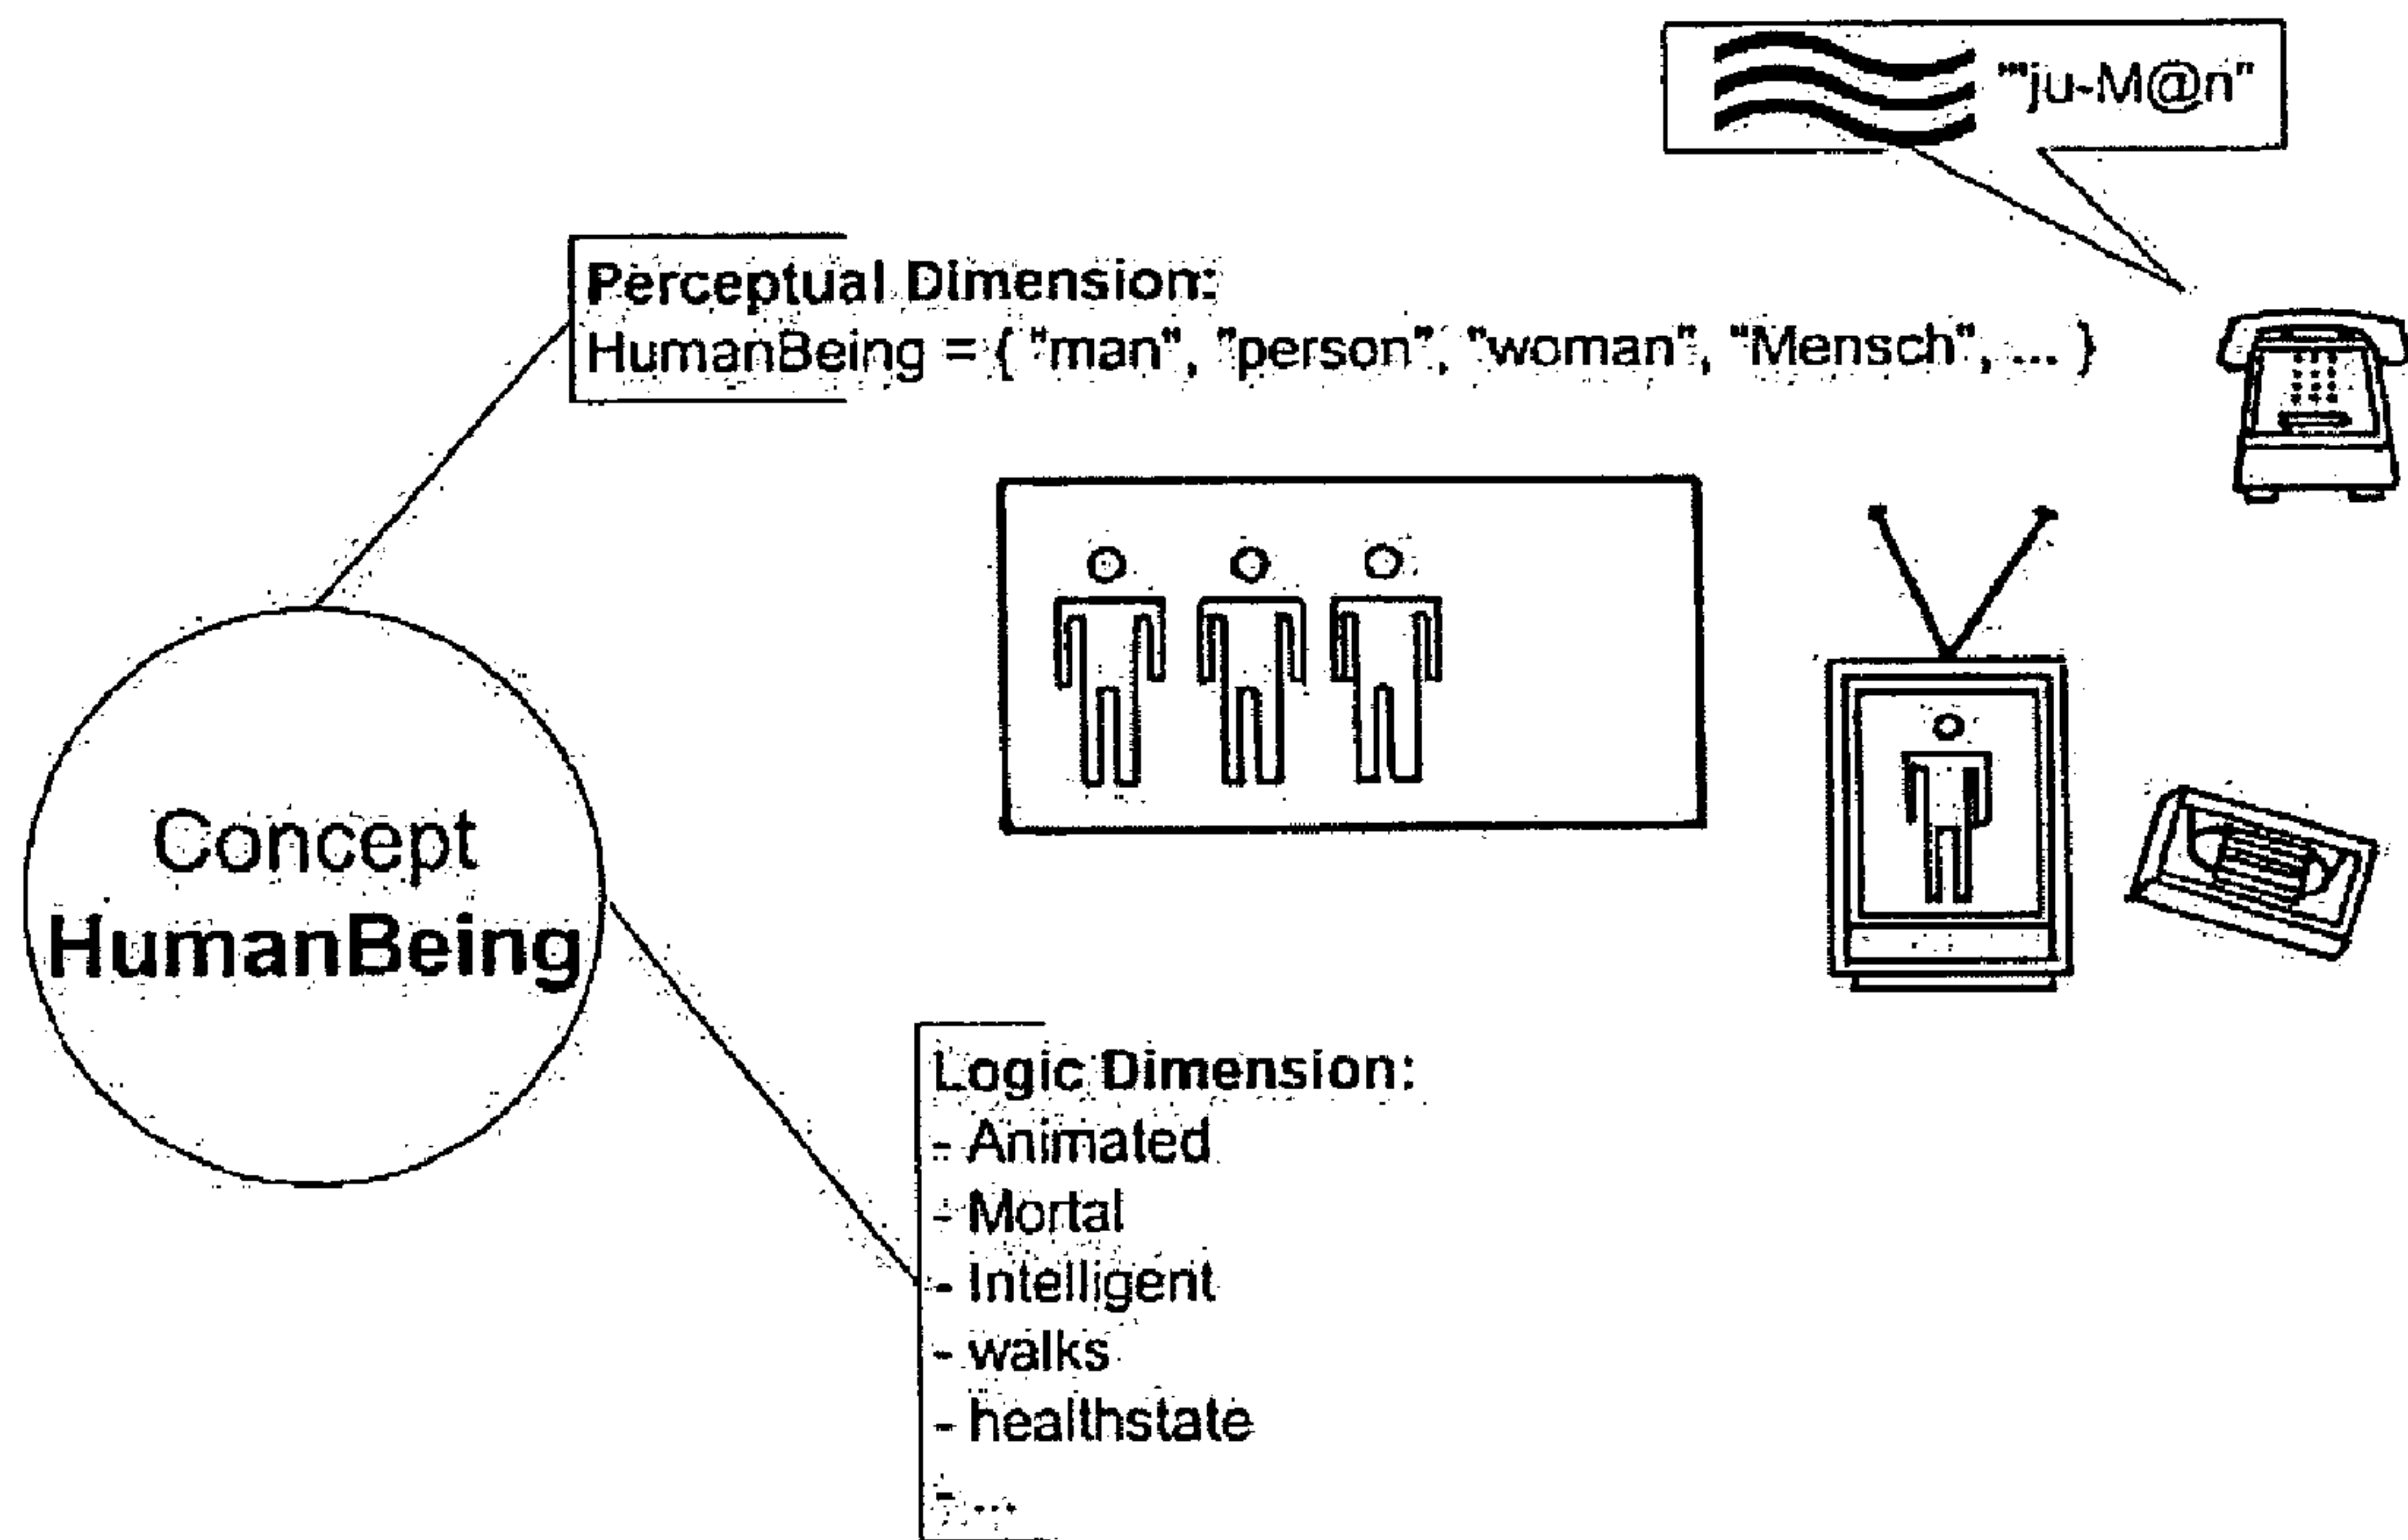 "'ju-M@n"
Perceptual Dimension:
HumanBeing = { "man", "person", "woman", "Mensch", ... }
Concept
HumanBeing
Logic Dimension:
- Animated
- Mortal
- Intelligent
- walks
- healthstate
- ...